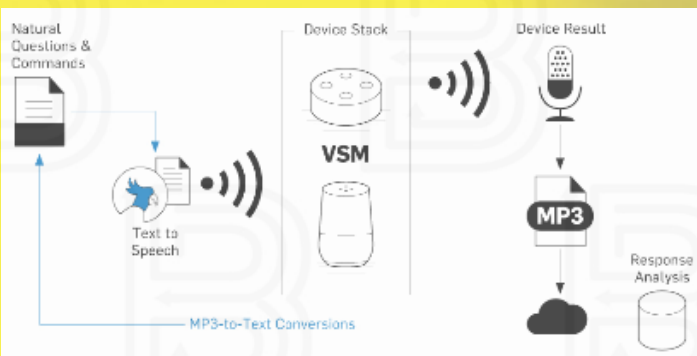 Natural
Questions &
Commands
Device Stack
Device Result
VSM
MP3
Text to
Speech
Response
Analysis
MP3-to-Text Conversions